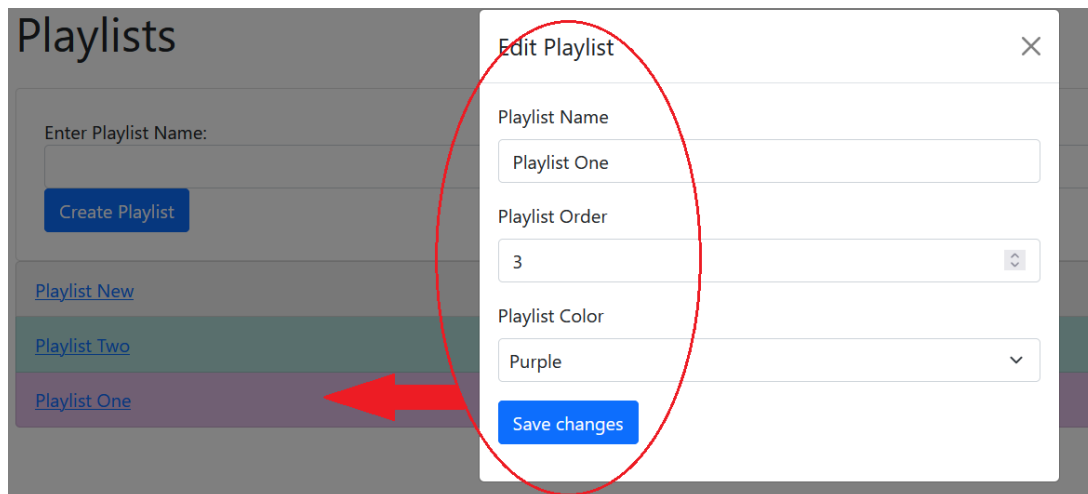 Playlists
Enter Playlist Name:
Create Playlist
Playlist New
Playlist Two
Playlist One
Edit Playlist
Playlist Name
Playlist One
Playlist Order
3
Playlist Color
Purple
Save changes